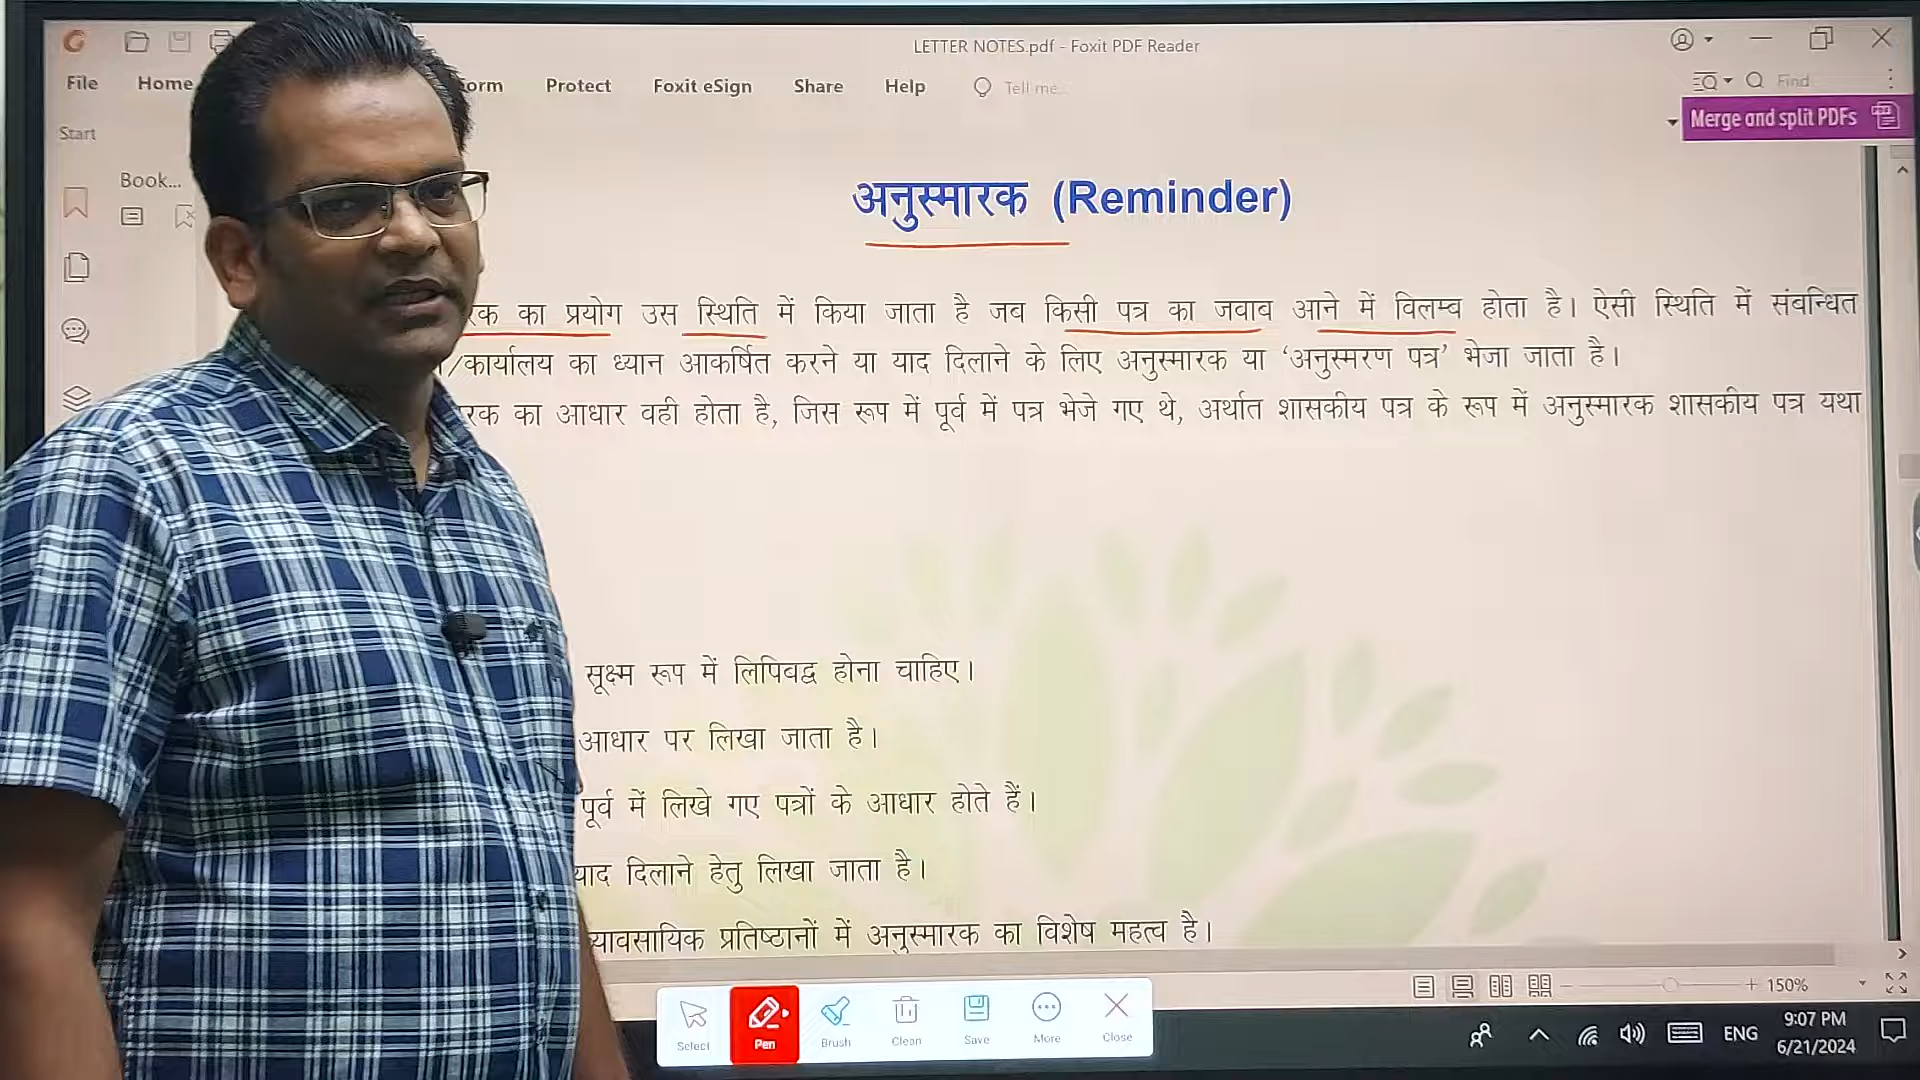 LETTER NOTES.pdf - Foxit PDF Reader
File Home orm Protect Foxit eSign Share Help Tell me.. Find
Start Merge and split PDFs
Book...
अनुस्मारक (Reminder)
रक का प्रयोग उस स्थिति में किया जाता है जब किसी पत्र का जवाब आने में विलम्ब होता है। ऐसी स्थिति में संबन्धित
/कार्यालय का ध्यान आकर्षित करने या याद दिलाने के लिए अनुस्मारक या ‘अनुस्मरण पत्र’ भेजा जाता है।
रक का आधार वही होता है, जिस रूप में पूर्व में पत्र भेजे गए थे, अर्थात शासकीय पत्र के रूप में अनुस्मारक शासकीय पत्र यथा
सूक्ष्म रूप में लिपिबद्व होना चाहिए।
आधार पर लिखा जाता है।
पूर्व में लिखे गए पत्रों के आधार होते हैं।
याद दिलाने हेतु लिखा जाता है।
व्यावसायिक प्रतिष्ठानों में अनुस्मारक का विशेष महत्व है।
150%
Select Pen Brush Clean Save More Close
ENG 9:07 PM
6/21/2024